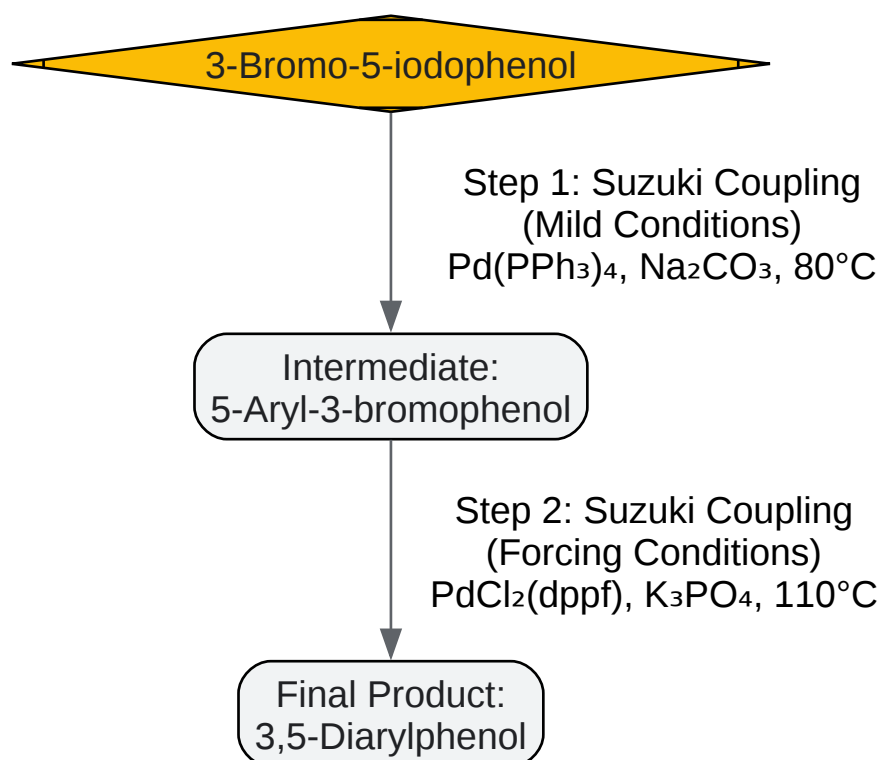 3-Bromo-5-iodophenol
Step 1: Suzuki Coupling
(Mild Conditions)
Pd(PPh₃)₄, Na₂CO₃, 80°C
Intermediate:
5-Aryl-3-bromophenol
Step 2: Suzuki Coupling
(Forcing Conditions)
PdCl₂(dppf), K₃PO₄, 110°C
Final Product:
3,5-Diarylphenol